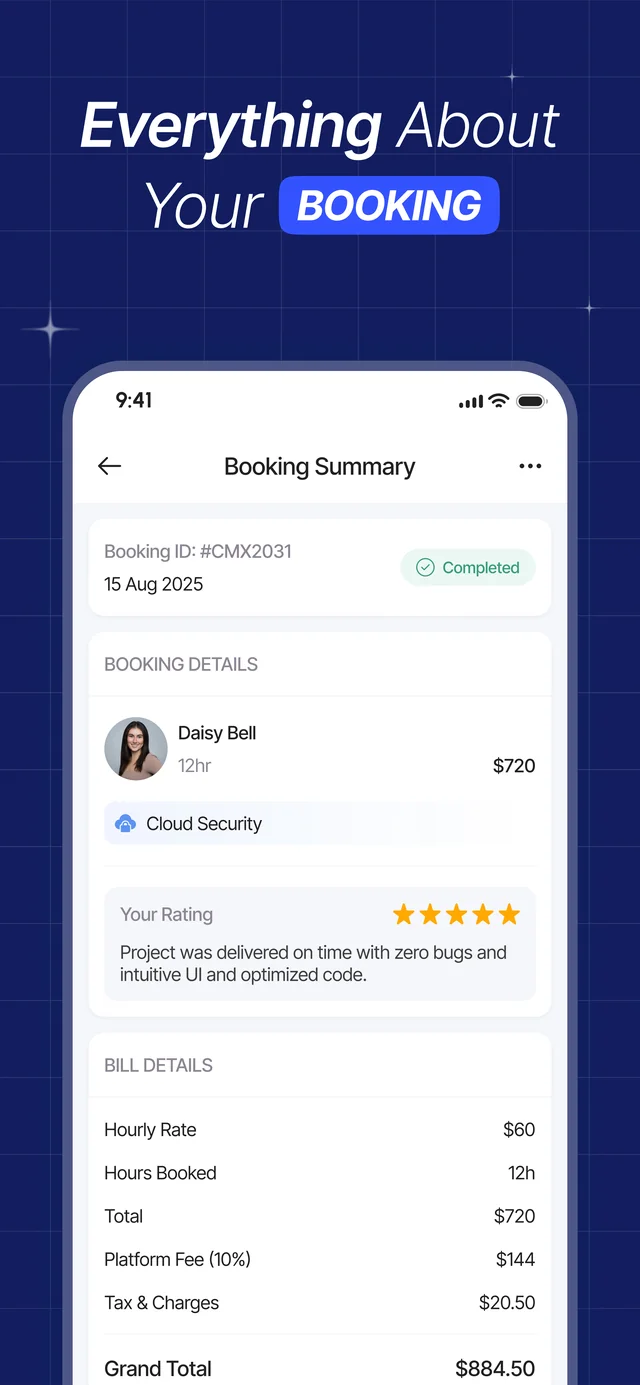 Everything About
Your BOOKING
9:41
Booking Summary
Booking ID: #CMX2031
15 Aug 2025
Completed
BOOKING DETAILS
Daisy Bell
12hr
$720
Cloud Security
Your Rating
Project was delivered on time with zero bugs and
intuitive UI and optimized code.
BILL DETAILS
Hourly Rate $60
Hours Booked 12h
Total $720
Platform Fee (10%) $144
Tax & Charges $20.50
Grand Total $884.50